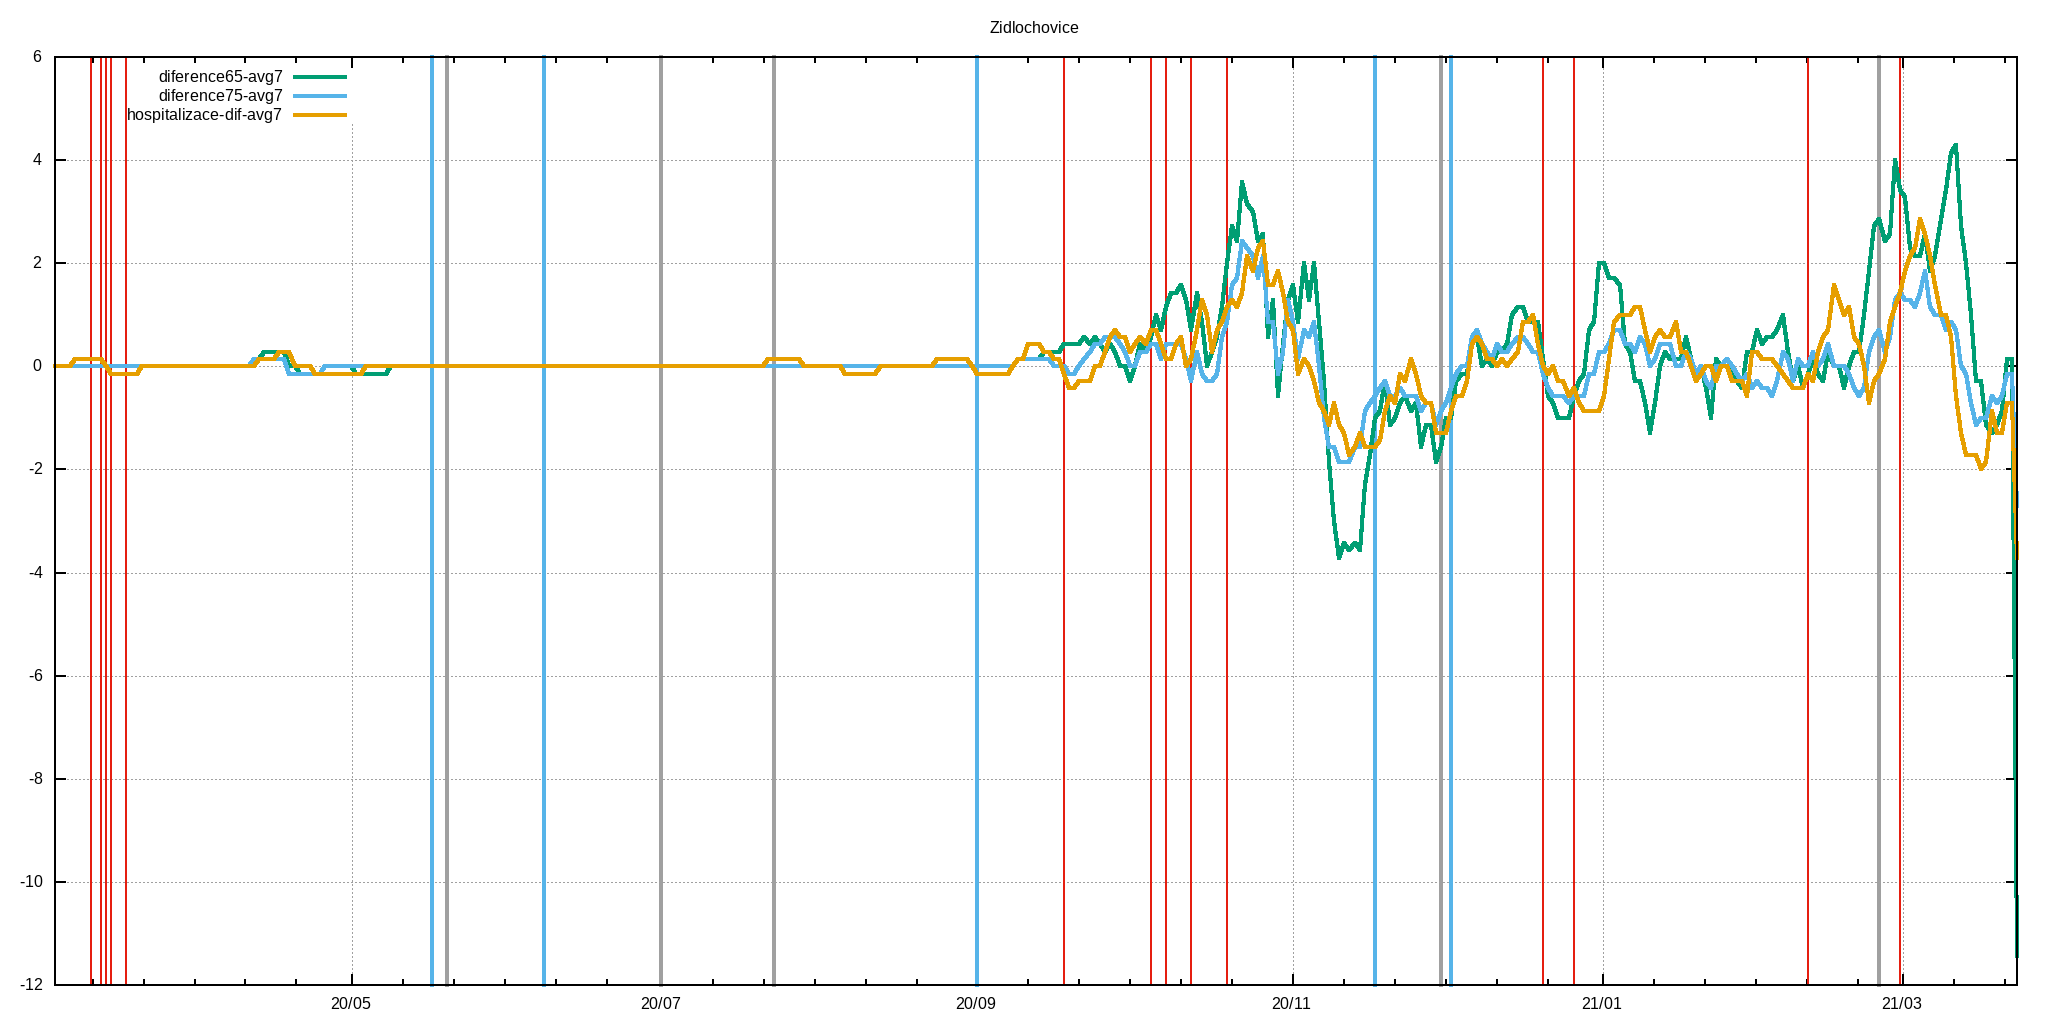 Zidlochovice
6
diference65-avg7
diference75-avg7
hospitalizace-dif-avg7
4
2
0
-2
-4
-6
-8
-10
-12
20/05 20/07 20/09 20/11 21/01 21/03